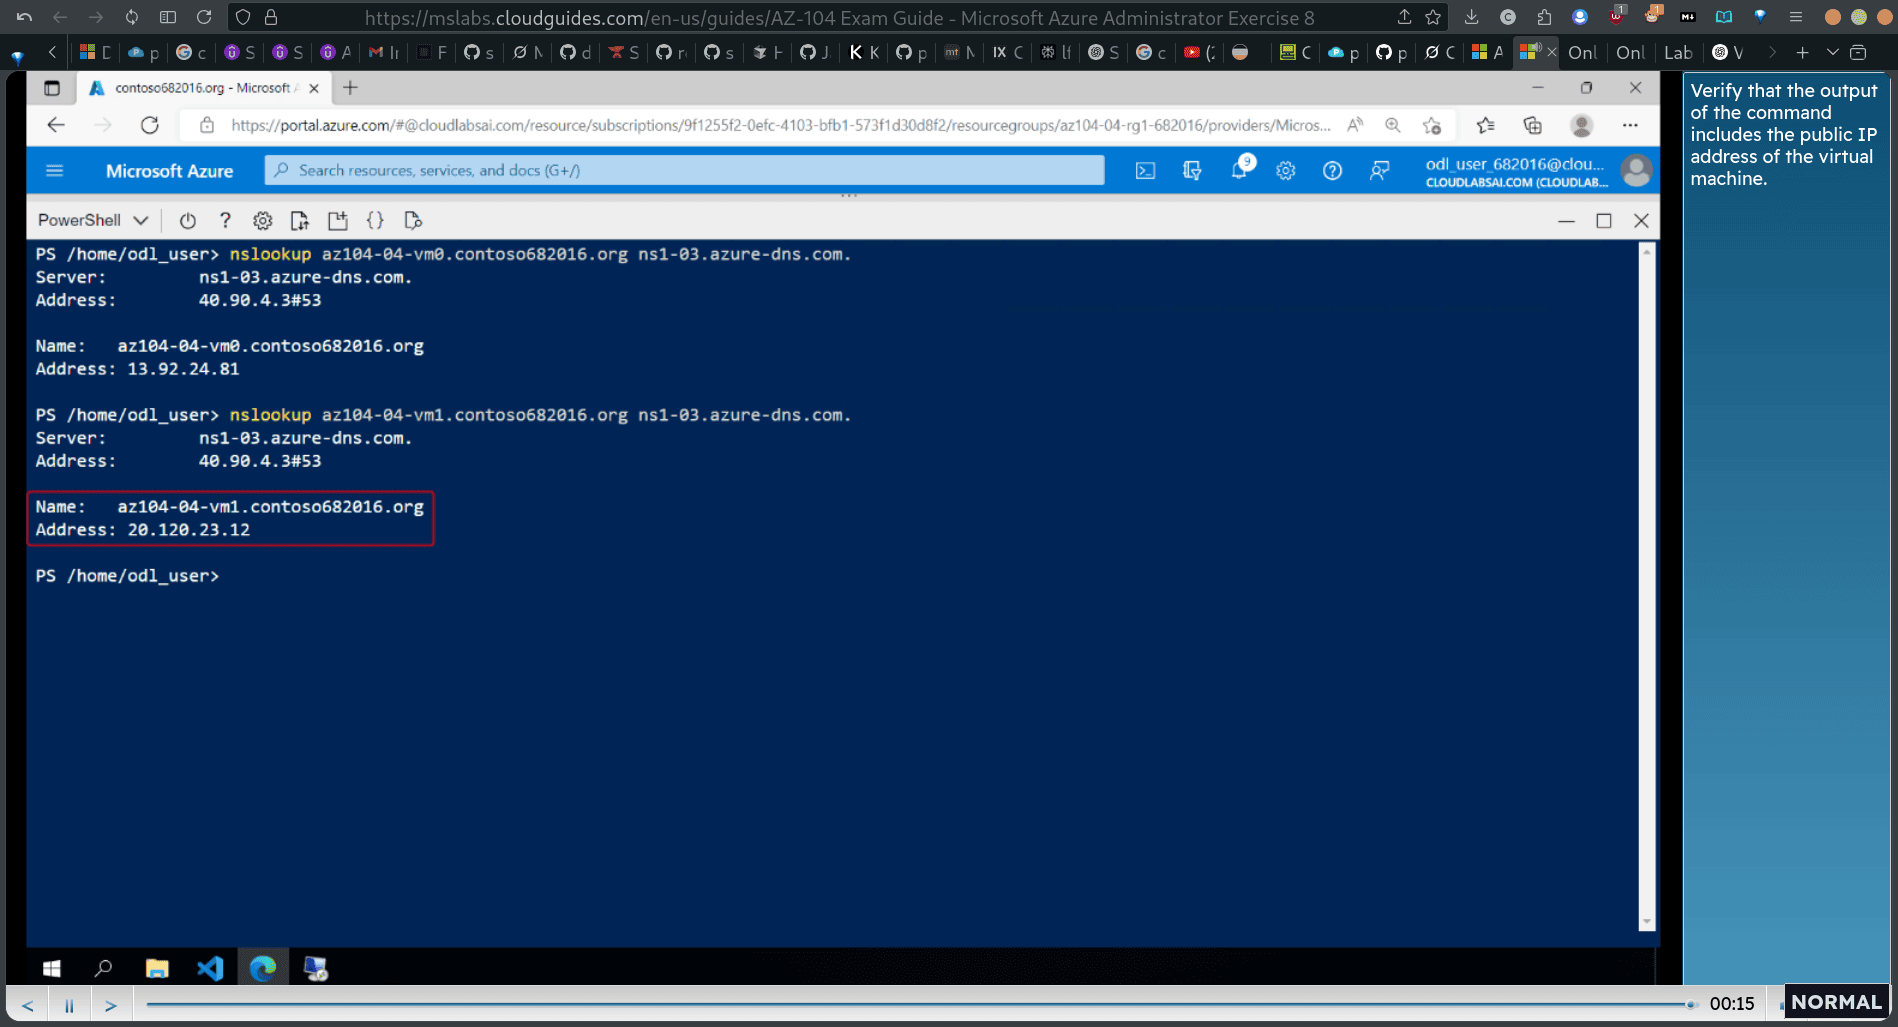 https://mslabs.cloudguides.com/en-us/guides/AZ-104 Exam Guide - Microsoft Azure Administrator Exercise 8
contoso682016.org - Microsoft A
https://portal.azure.com/#@cloudlabsai.com/resource/subscriptions/9f1255f2-0efc-4103-bfb1-573f1d30d8f2/resourcegroups/az104-04-rg1-682016/providers/Micros...
Microsoft Azure
Search resources, services, and docs (G+/)
9
odl_user_682016@clou...
CLOUDLABSAI.COM (CLOUDLAB...
PowerShell
PS /home/odl_user> nslookup az104-04-vm0.contoso682016.org ns1-03.azure-dns.com.
Server: ns1-03.azure-dns.com.
Address: 40.90.4.3#53
Name: az104-04-vm0.contoso682016.org
Address: 13.92.24.81
PS /home/odl_user> nslookup az104-04-vm1.contoso682016.org ns1-03.azure-dns.com.
Server: ns1-03.azure-dns.com.
Address: 40.90.4.3#53
Name: az104-04-vm1.contoso682016.org
Address: 20.120.23.12
PS /home/odl_user>
Verify that the output
of the command
includes the public IP
address of the virtual
machine.
00:15
NORMAL